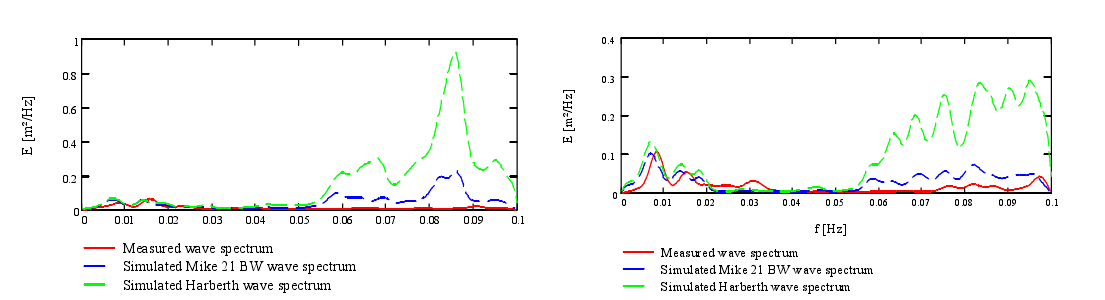 1
0.8
0.6
0.4
0.2
0
E [m²/Hz]
0.01 0.02 0.03 0.04 0.05 0.06 0.07 0.08 0.09 0.1
Measured wave spectrum
Simulated Mike 21 BW wave spectrum
Simulated Harberth wave spectrum
0.4
0.3
0.2
0.1
0
E [m²/Hz]
0 0.01 0.02 0.03 0.04 0.05 0.06 0.07 0.08 0.09 0.1
f [Hz]
Measured wave spectrum
Simulated Mike 21 BW wave spectrum
Simulated Harberth wave spectrum